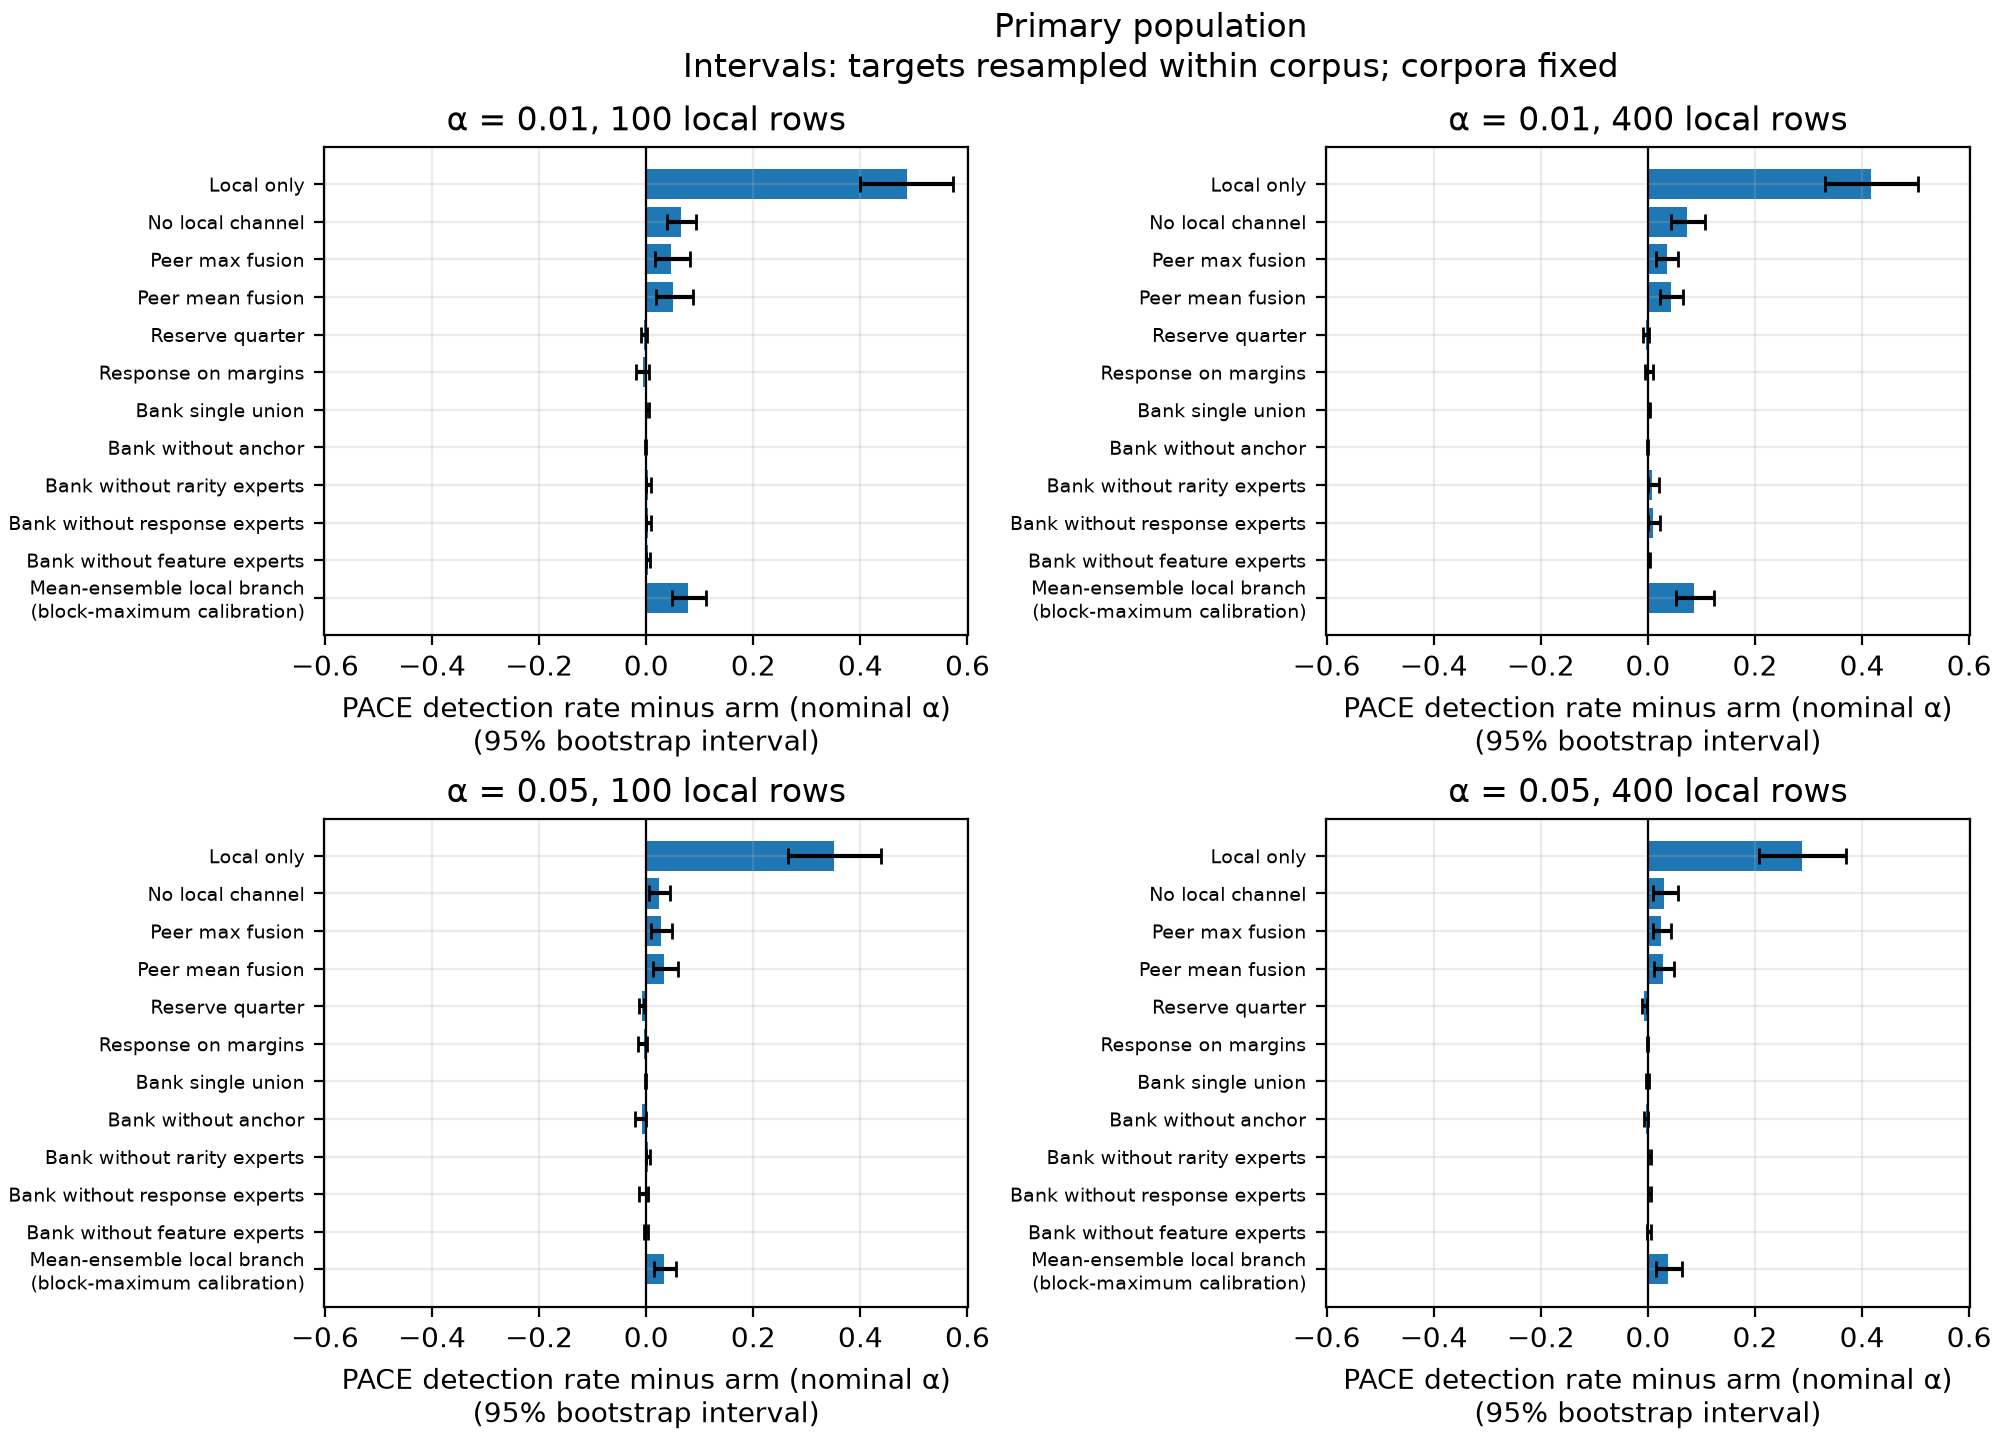 Primary population
Intervals: targets resampled within corpus; corpora fixed
α = 0.01, 100 local rows
Local only
No local channel
Peer max fusion
Peer mean fusion
Reserve quarter
Response on margins
Bank single union
Bank without anchor
Bank without rarity experts
Bank without response experts
Bank without feature experts
Mean-ensemble local branch
(block-maximum calibration)
−0.6 −0.4 −0.2 0.0 0.2 0.4 0.6
PACE detection rate minus arm (nominal α)
(95% bootstrap interval)
α = 0.01, 400 local rows
Local only
No local channel
Peer max fusion
Peer mean fusion
Reserve quarter
Response on margins
Bank single union
Bank without anchor
Bank without rarity experts
Bank without response experts
Bank without feature experts
Mean-ensemble local branch
(block-maximum calibration)
−0.6 −0.4 −0.2 0.0 0.2 0.4 0.6
PACE detection rate minus arm (nominal α)
(95% bootstrap interval)
α = 0.05, 100 local rows
Local only
No local channel
Peer max fusion
Peer mean fusion
Reserve quarter
Response on margins
Bank single union
Bank without anchor
Bank without rarity experts
Bank without response experts
Bank without feature experts
Mean-ensemble local branch
(block-maximum calibration)
−0.6 −0.4 −0.2 0.0 0.2 0.4 0.6
PACE detection rate minus arm (nominal α)
(95% bootstrap interval)
α = 0.05, 400 local rows
Local only
No local channel
Peer max fusion
Peer mean fusion
Reserve quarter
Response on margins
Bank single union
Bank without anchor
Bank without rarity experts
Bank without response experts
Bank without feature experts
Mean-ensemble local branch
(block-maximum calibration)
−0.6 −0.4 −0.2 0.0 0.2 0.4 0.6
PACE detection rate minus arm (nominal α)
(95% bootstrap interval)